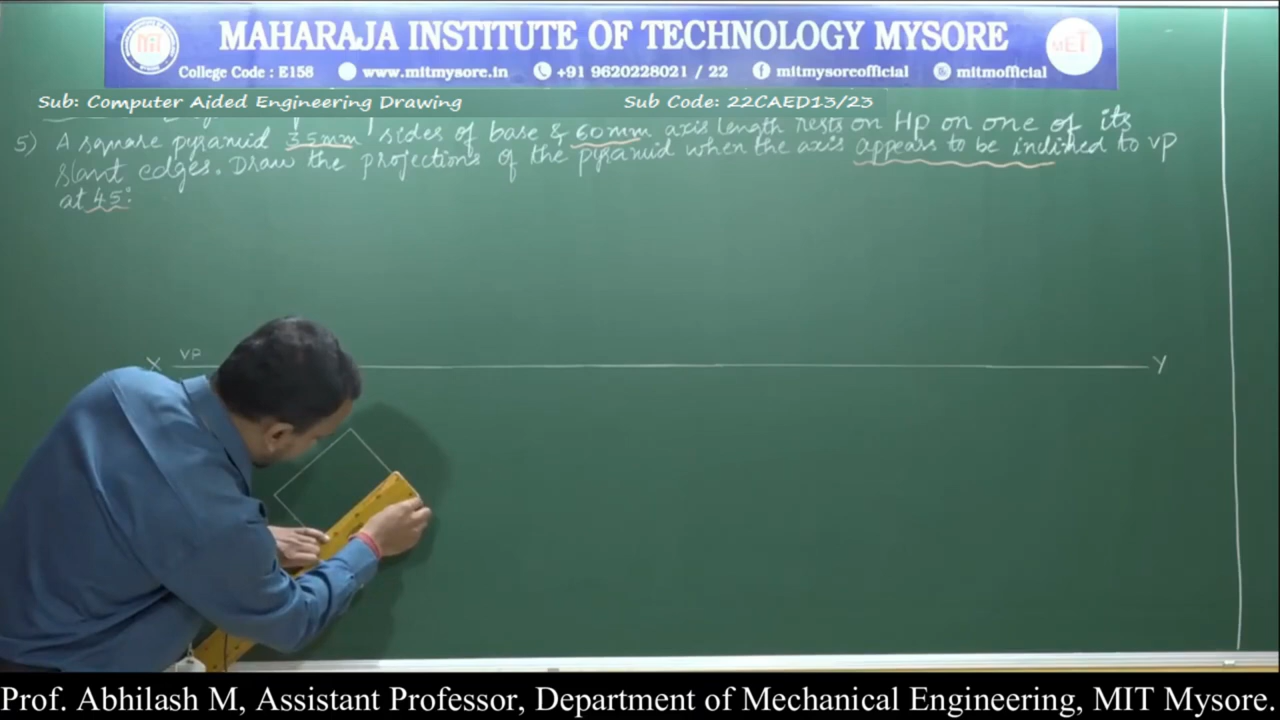 MAHARAJA INSTITUTE OF TECHNOLOGY MYSORE
College Code : E158 www.mitmysore.in +91 9620228021 / 22 mitmysoreofficial mitmofficial
Sub: Computer Aided Engineering Drawing Sub Code: 22CAED13/23
5) A square pyramid 35mm sides of base & 60mm axis length rests on HP on one of its
slant edges. Draw the projections of the pyramid when the axis appears to be inclined to VP
at 45°.
X VP Y
Prof. Abhilash M, Assistant Professor, Department of Mechanical Engineering, MIT Mysore.